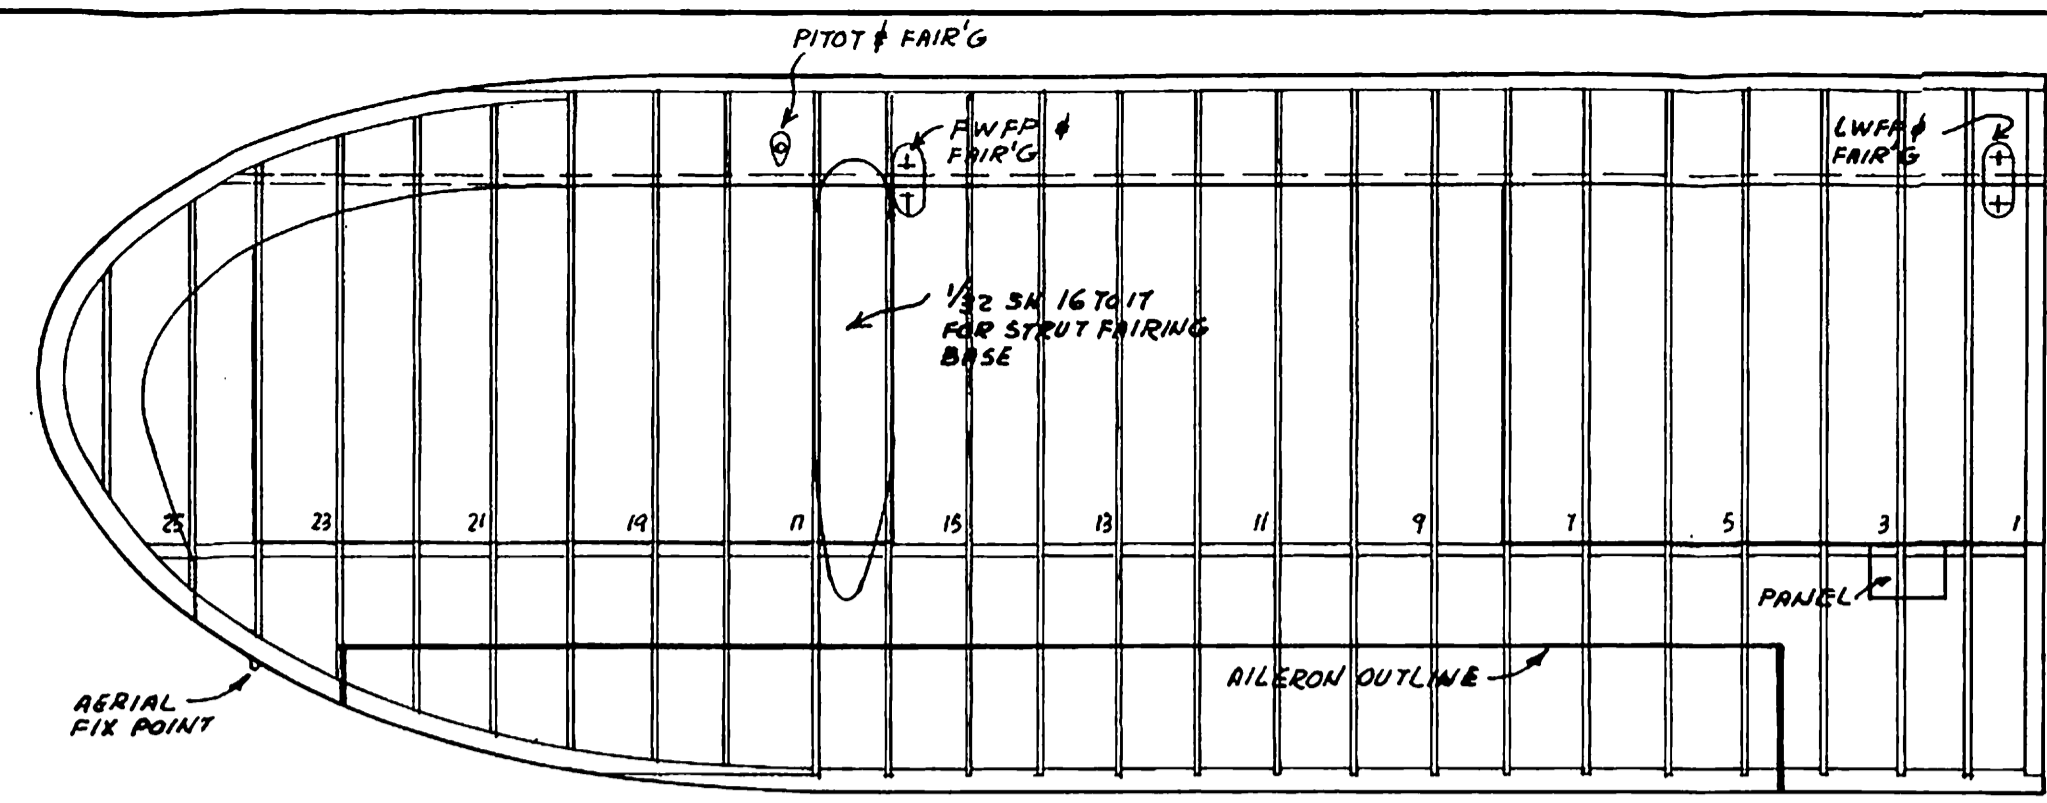 PITOT & FAIR'G
FWFP &
FAIR'G
LWFP &
FAIR'G
1/32 SH 16 TO 17
FOR STRUT FAIRING
BASE
25 23 21 19 17 15 13 11 9 7 5 3 1
PANEL
AILERON OUTLINE
AERIAL
FIX POINT